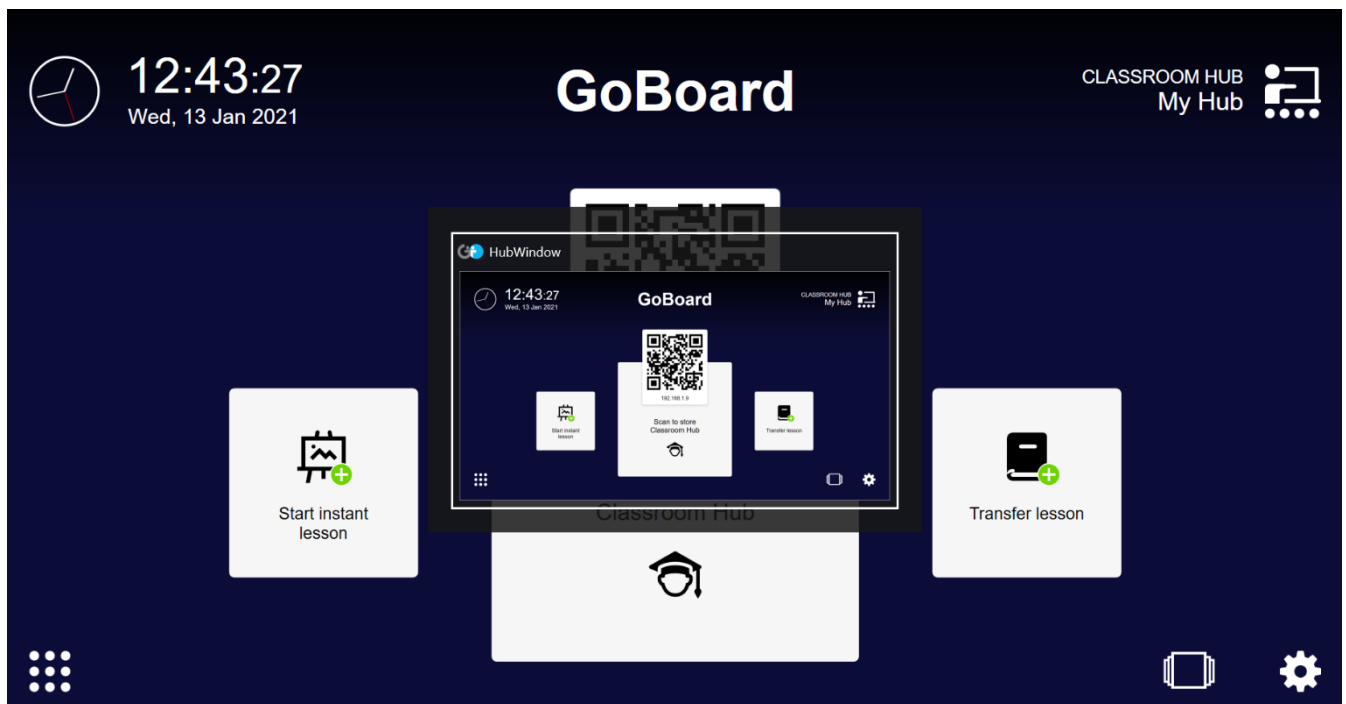 12:43:27
Wed, 13 Jan 2021
GoBoard
CLASSROOM HUB
My Hub
HubWindow
12:43:27
Wed, 13 Jan 2021
GoBoard
CLASSROOM HUB
My Hub
192.168.1.9
Start instant
lesson
Scan to store
Classroom Hub
Transfer lesson
Start instant
lesson
Classroom Hub
Transfer lesson